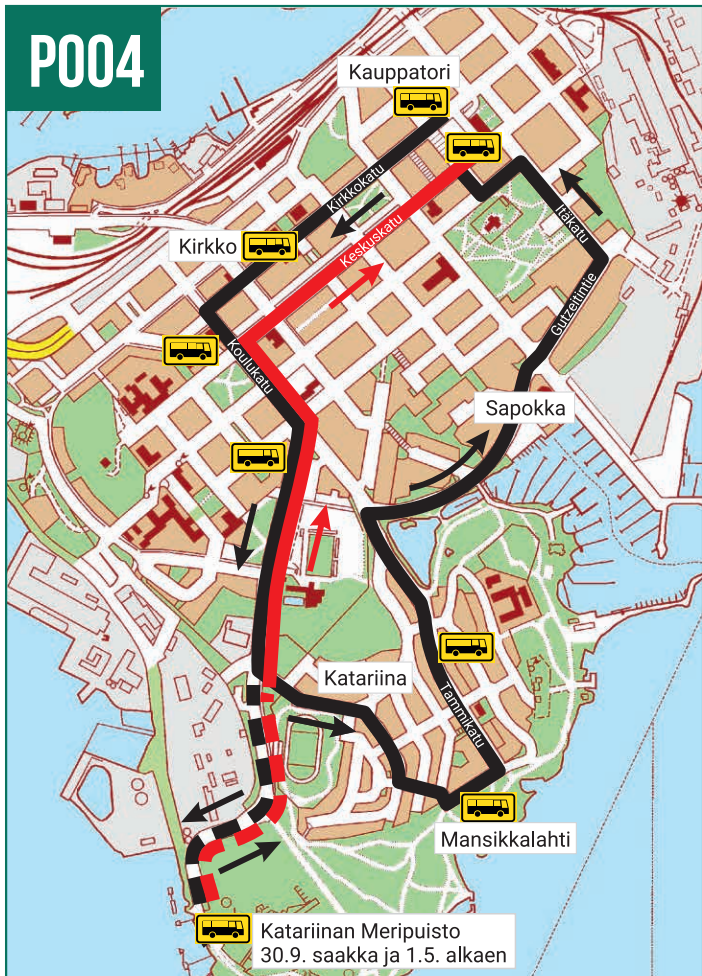 P004
Kauppatori
Kirkkokatu
Keskuskatu
Itäkatu
Kirkko
Gutzeitintie
Koulukatu
Sapokka
Katariina
Tammikatu
Mansikkalahti
Katariinan Meripuisto
30.9. saakka ja 1.5. alkaen